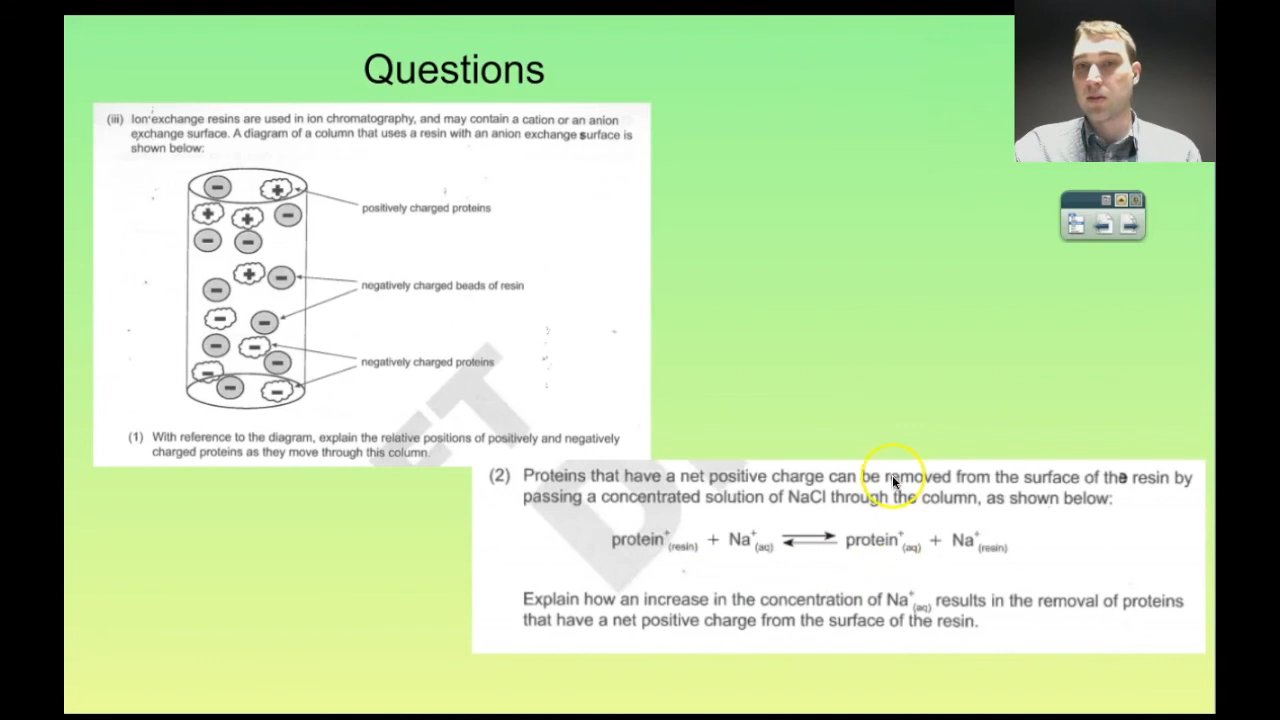 Questions
(iii) Ion exchange resins are used in ion chromatography, and may contain a cation or an anion
exchange surface. A diagram of a column that uses a resin with an anion exchange surface is
shown below:
positively charged proteins
negatively charged beads of resin
negatively charged proteins
(1) With reference to the diagram, explain the relative positions of positively and negatively
charged proteins as they move through this column.
(2) Proteins that have a net positive charge can be removed from the surface of the resin by
passing a concentrated solution of NaCl through the column, as shown below:
protein⁺(resin) + Na⁺(aq) ⇌ protein⁺(aq) + Na⁺(resin)
Explain how an increase in the concentration of Na⁺(aq) results in the removal of proteins
that have a net positive charge from the surface of the resin.